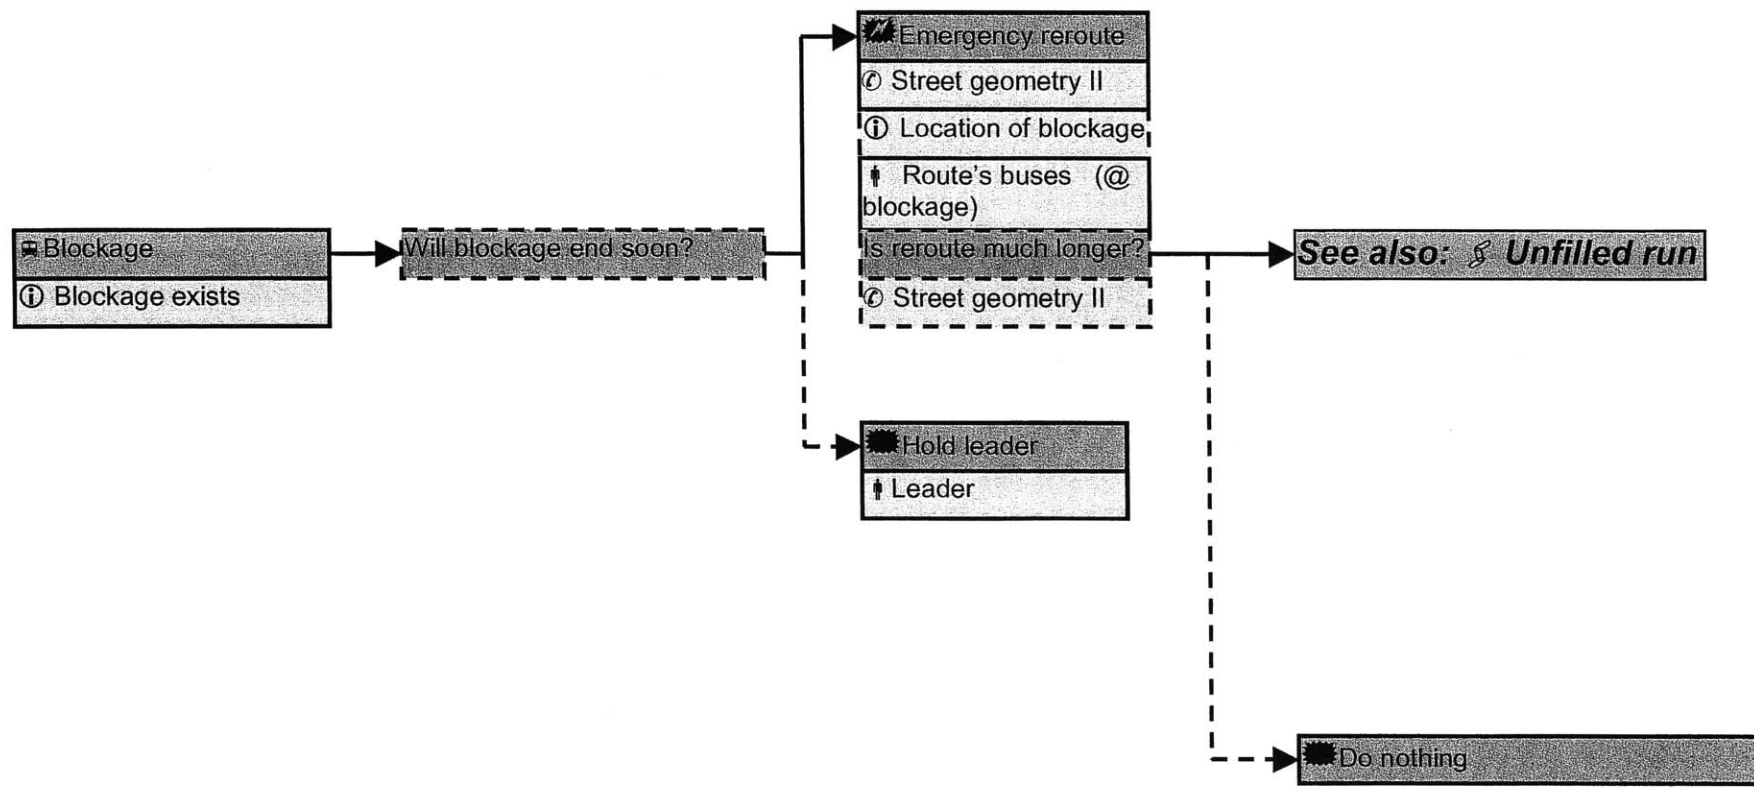 Emergency reroute
✆ Street geometry II
ⓘ Location of blockage
Route's buses (@
blockage)
Blockage
ⓘ Blockage exists
Will blockage end soon?
Is reroute much longer?
✆ Street geometry II
See also: Unfilled run
Hold leader
Leader
Do nothing